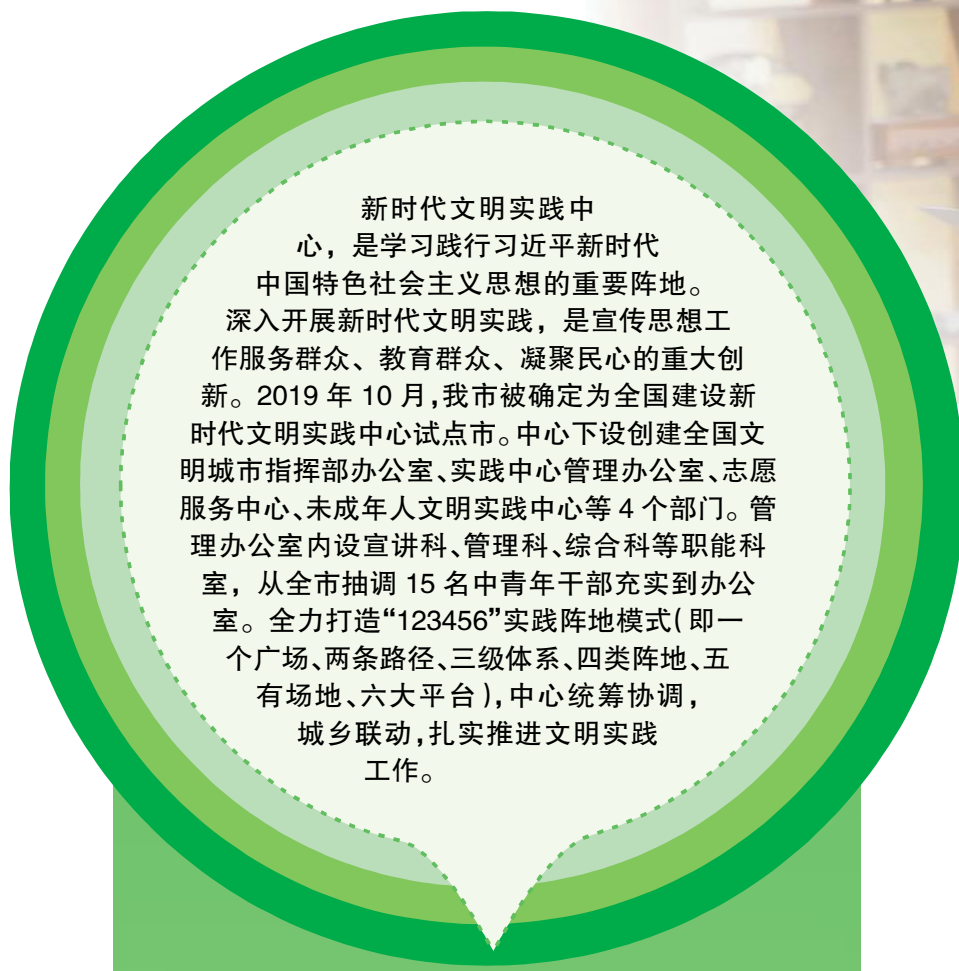 新时代文明实践中
心，是学习践行习近平新时代
中国特色社会主义思想的重要阵地。
深入开展新时代文明实践，是宣传思想工
作服务群众、教育群众、凝聚民心的重大创
新。2019 年 10 月,我市被确定为全国建设新
时代文明实践中心试点市。中心下设创建全国文
明城市指挥部办公室、实践中心管理办公室、志愿
服务中心、未成年人文明实践中心等 4 个部门。管
理办公室内设宣讲科、管理科、综合科等职能科
室，从全市抽调 15 名中青年干部充实到办公
室。全力打造“123456”实践阵地模式(即一
个广场、两条路径、三级体系、四类阵地、五
有场地、六大平台),中心统筹协调，
城乡联动,扎实推进文明实践
工作。